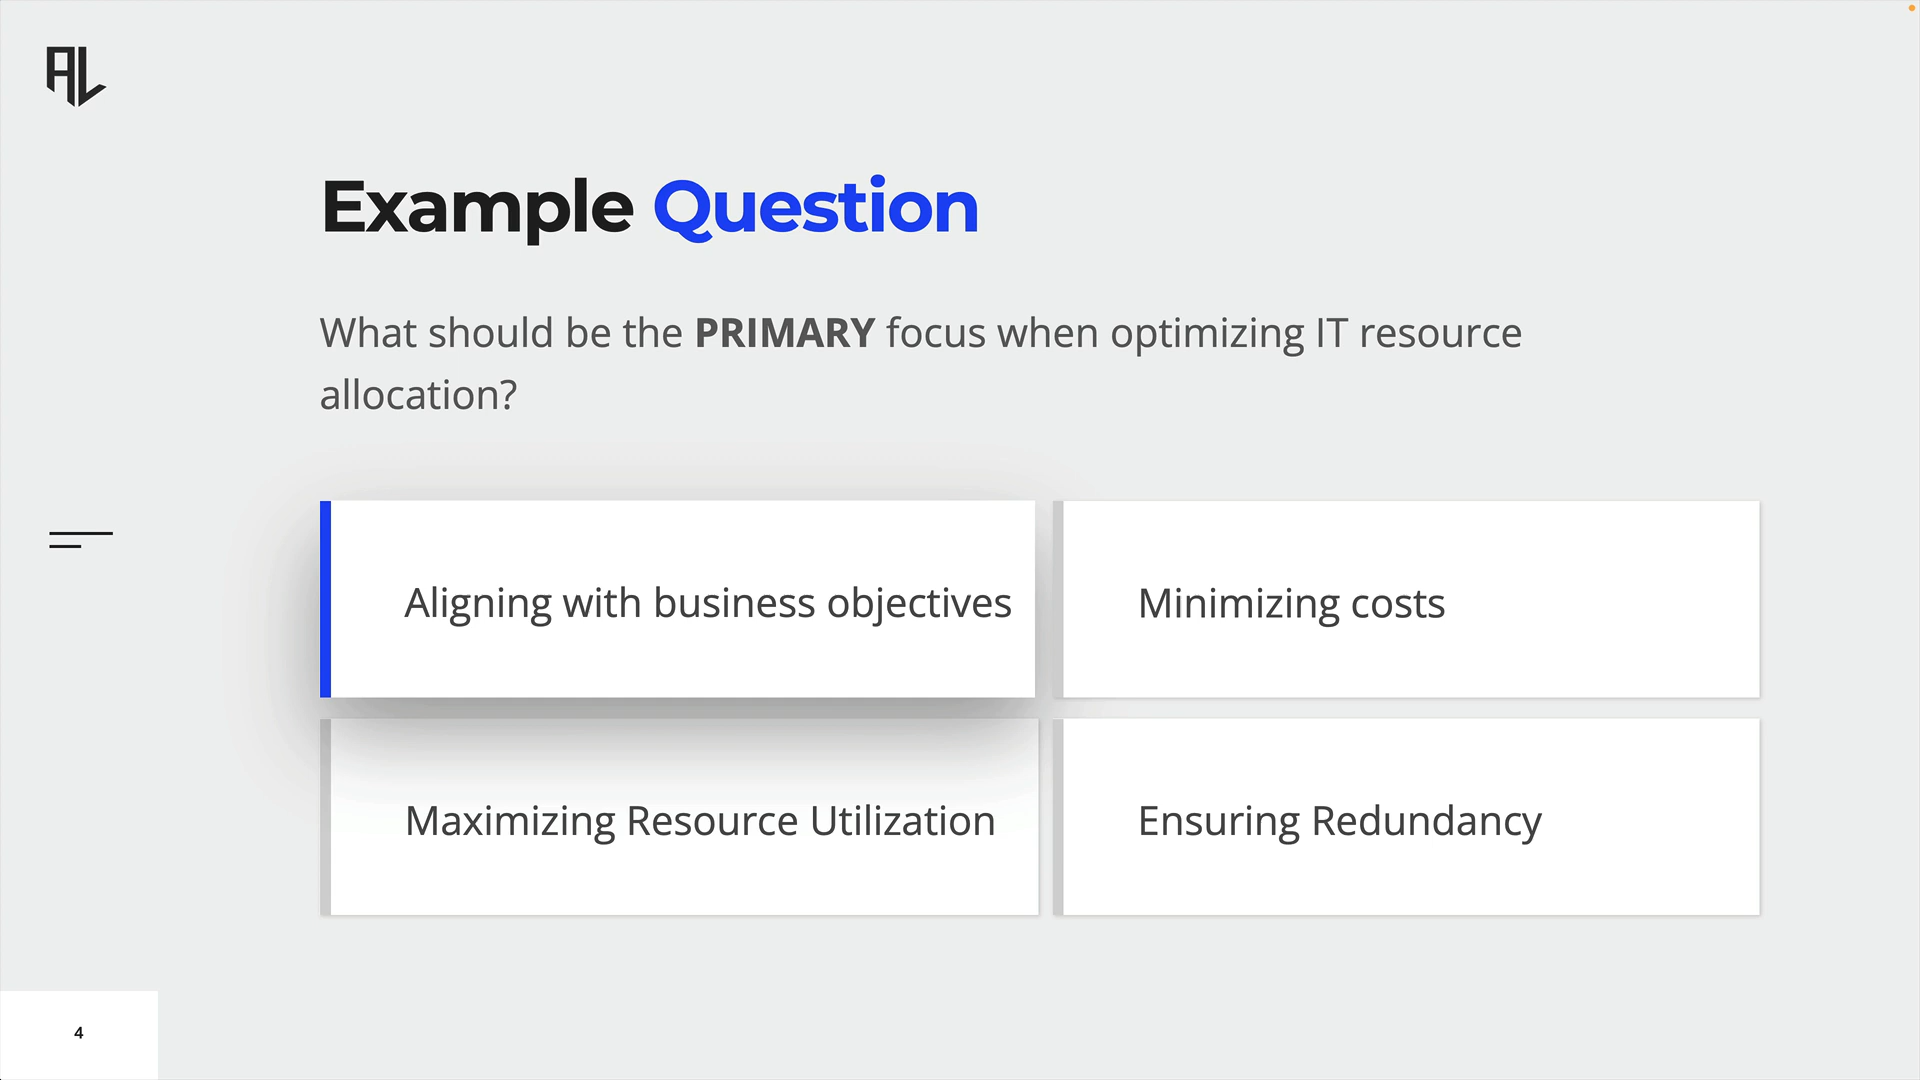 AL
Example Question
What should be the PRIMARY focus when optimizing IT resource
allocation?
Aligning with business objectives
Minimizing costs
Maximizing Resource Utilization
Ensuring Redundancy
4